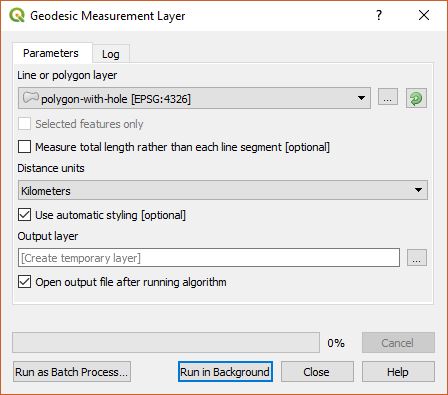 Geodesic Measurement Layer
?
Parameters
Log
Line or polygon layer
polygon-with-hole [EPSG:4326]
...
Selected features only
Measure total length rather than each line segment [optional]
Distance units
Kilometers
Use automatic styling [optional]
Output layer
[Create temporary layer]
...
Open output file after running algorithm
0%
Cancel
Run as Batch Process...
Run in Background
Close
Help